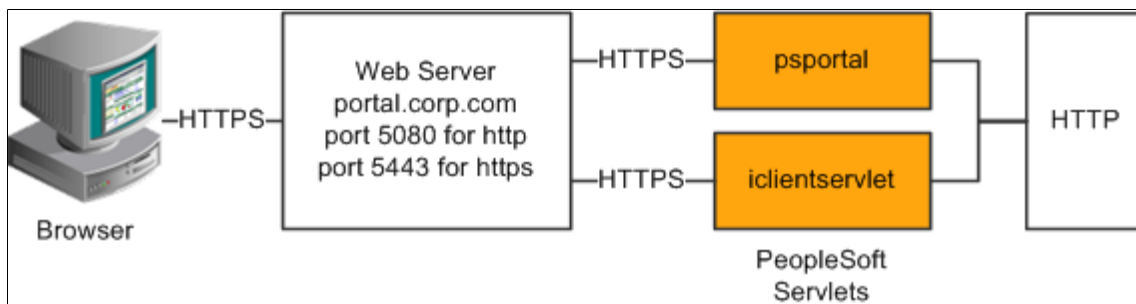 Browser
HTTPS
Web Server
portal.corp.com
port 5080 for http
port 5443 for https
HTTPS
psportal
HTTPS
iclientservlet
PeopleSoft
Servlets
HTTP